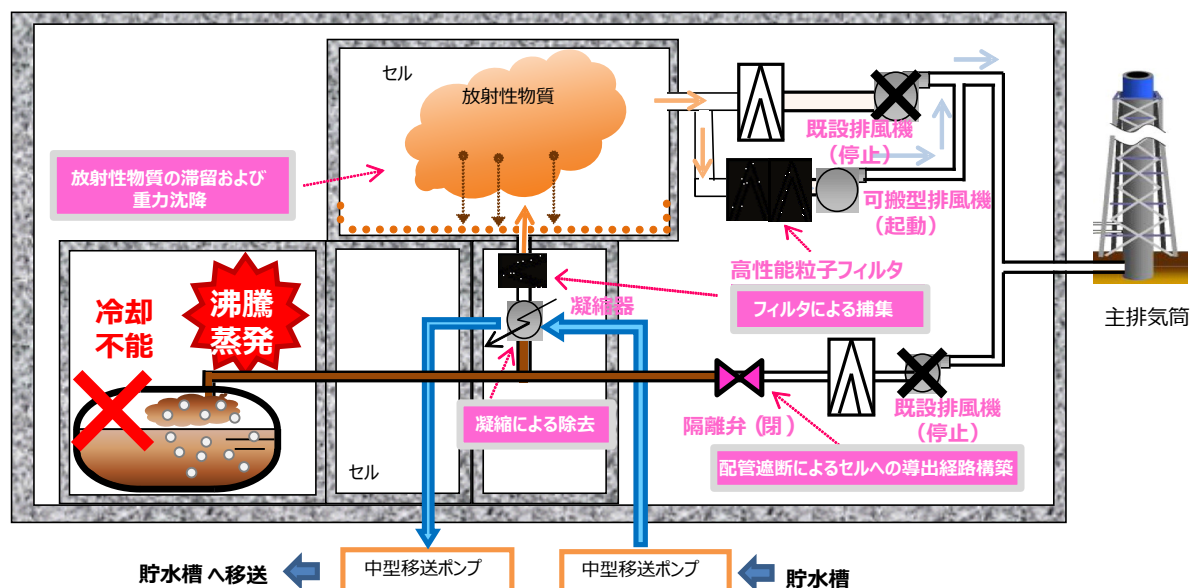 セル
放射性物質
既設排風機
（停止）
放射性物質の滞留および
重力沈降
可搬型排風機
（起動）
高性能粒子フィルタ
フィルタによる捕集
主排気筒
冷却
不能
沸騰
蒸発
凝縮器
凝縮による除去
隔離弁（閉）
既設排風機
（停止）
配管遮断によるセルへの導出経路構築
セル
貯水槽へ移送
中型移送ポンプ
中型移送ポンプ
貯水槽